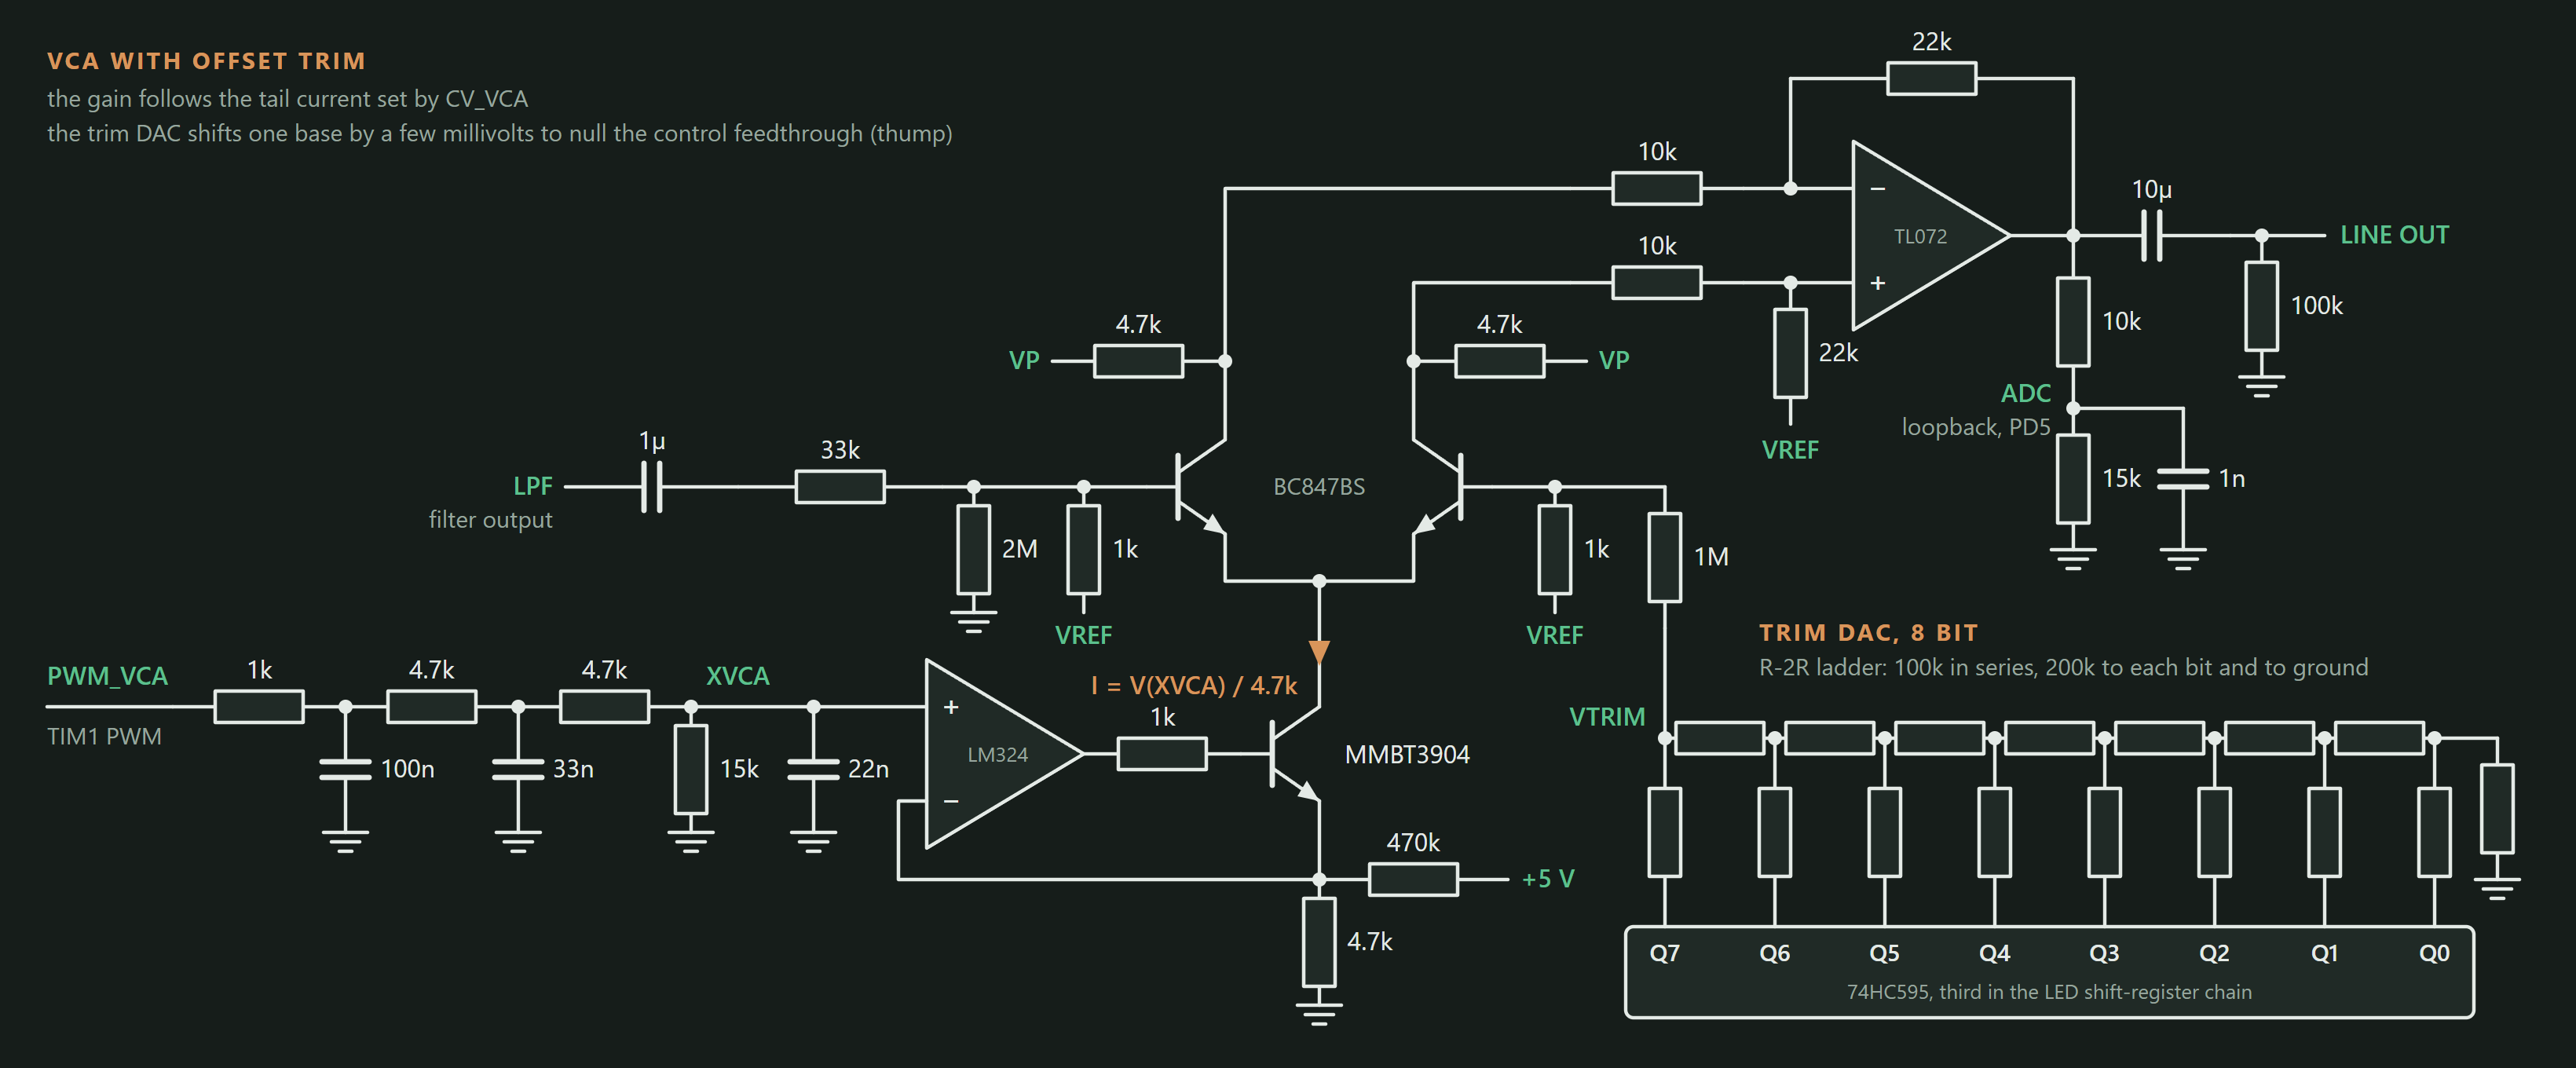 VCA WITH OFFSET TRIM
the gain follows the tail current set by CV_VCA
the trim DAC shifts one base by a few millivolts to null the control feedthrough (thump)
22k
10k
10k
TL072
10µ
LINE OUT
100k
10k
22k
VREF
ADC
loopback, PD5
15k
1n
VP
4.7k
4.7k
VP
LPF
filter output
1µ
33k
2M
1k
VREF
BC847BS
1k
VREF
1M
PWM_VCA
TIM1 PWM
1k
4.7k
4.7k
XVCA
100n
33n
15k
22n
LM324
I = V(XVCA) / 4.7k
1k
MMBT3904
470k
+5 V
4.7k
TRIM DAC, 8 BIT
R-2R ladder: 100k in series, 200k to each bit and to ground
VTRIM
Q7 Q6 Q5 Q4 Q3 Q2 Q1 Q0
74HC595, third in the LED shift-register chain